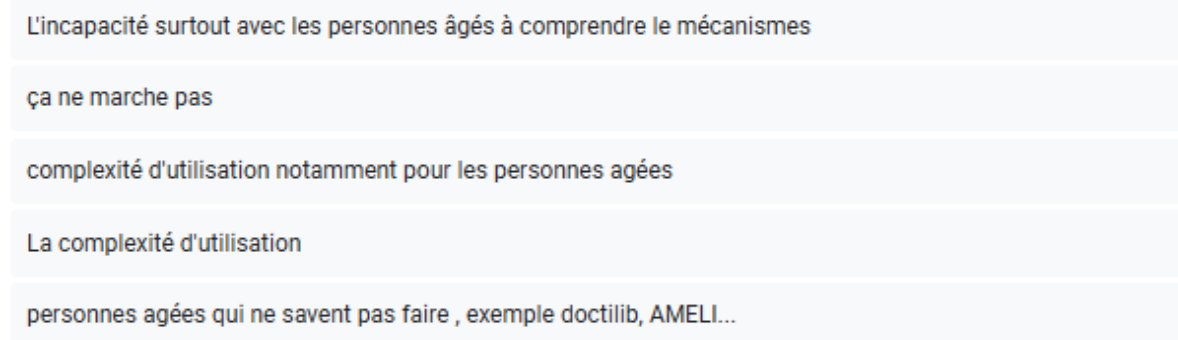 L'incapacité surtout avec les personnes âgés à comprendre le mécanismes
ça ne marche pas
complexité d'utilisation notamment pour les personnes agées
La complexité d'utilisation
personnes agées qui ne savent pas faire , exemple doctilib, AMELI...